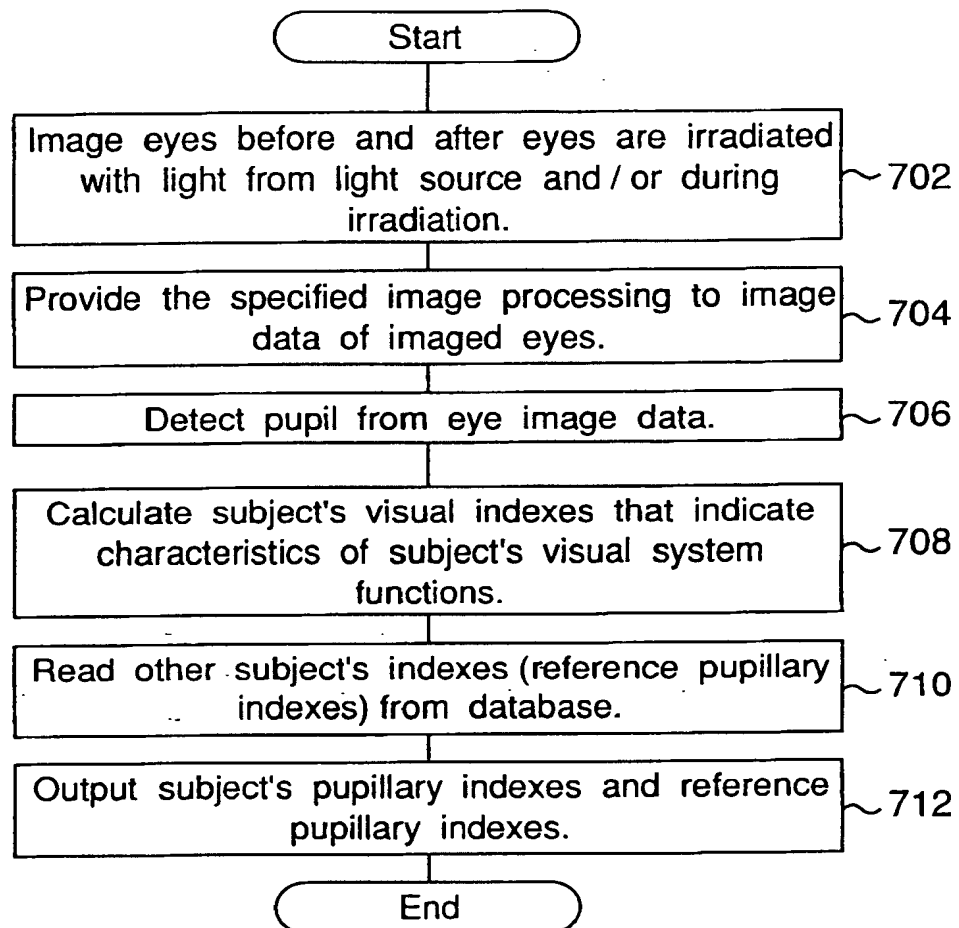 Start
Image eyes before and after eyes are irradiated
with light from light source and / or during
irradiation.
702
Provide the specified image processing to image
data of imaged eyes.
704
Detect pupil from eye image data.
706
Calculate subject's visual indexes that indicate
characteristics of subject's visual system
functions.
708
Read other subject's indexes (reference pupillary
indexes) from database.
710
Output subject's pupillary indexes and reference
pupillary indexes.
712
End